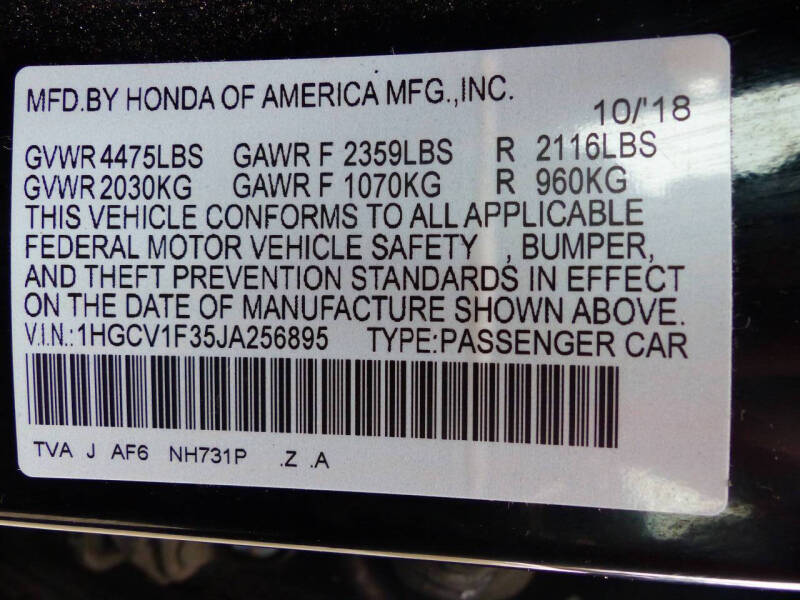 MFD.BY HONDA OF AMERICA MFG.,INC. 10/'18
GVWR 4475LBS GAWR F 2359LBS R 2116LBS
GVWR 2030KG GAWR F 1070KG R 960KG
THIS VEHICLE CONFORMS TO ALL APPLICABLE
FEDERAL MOTOR VEHICLE SAFETY , BUMPER,
AND THEFT PREVENTION STANDARDS IN EFFECT
ON THE DATE OF MANUFACTURE SHOWN ABOVE.
V.I.N.:1HGCV1F35JA256895 TYPE:PASSENGER CAR
TVA J AF6 NH731P .Z .A